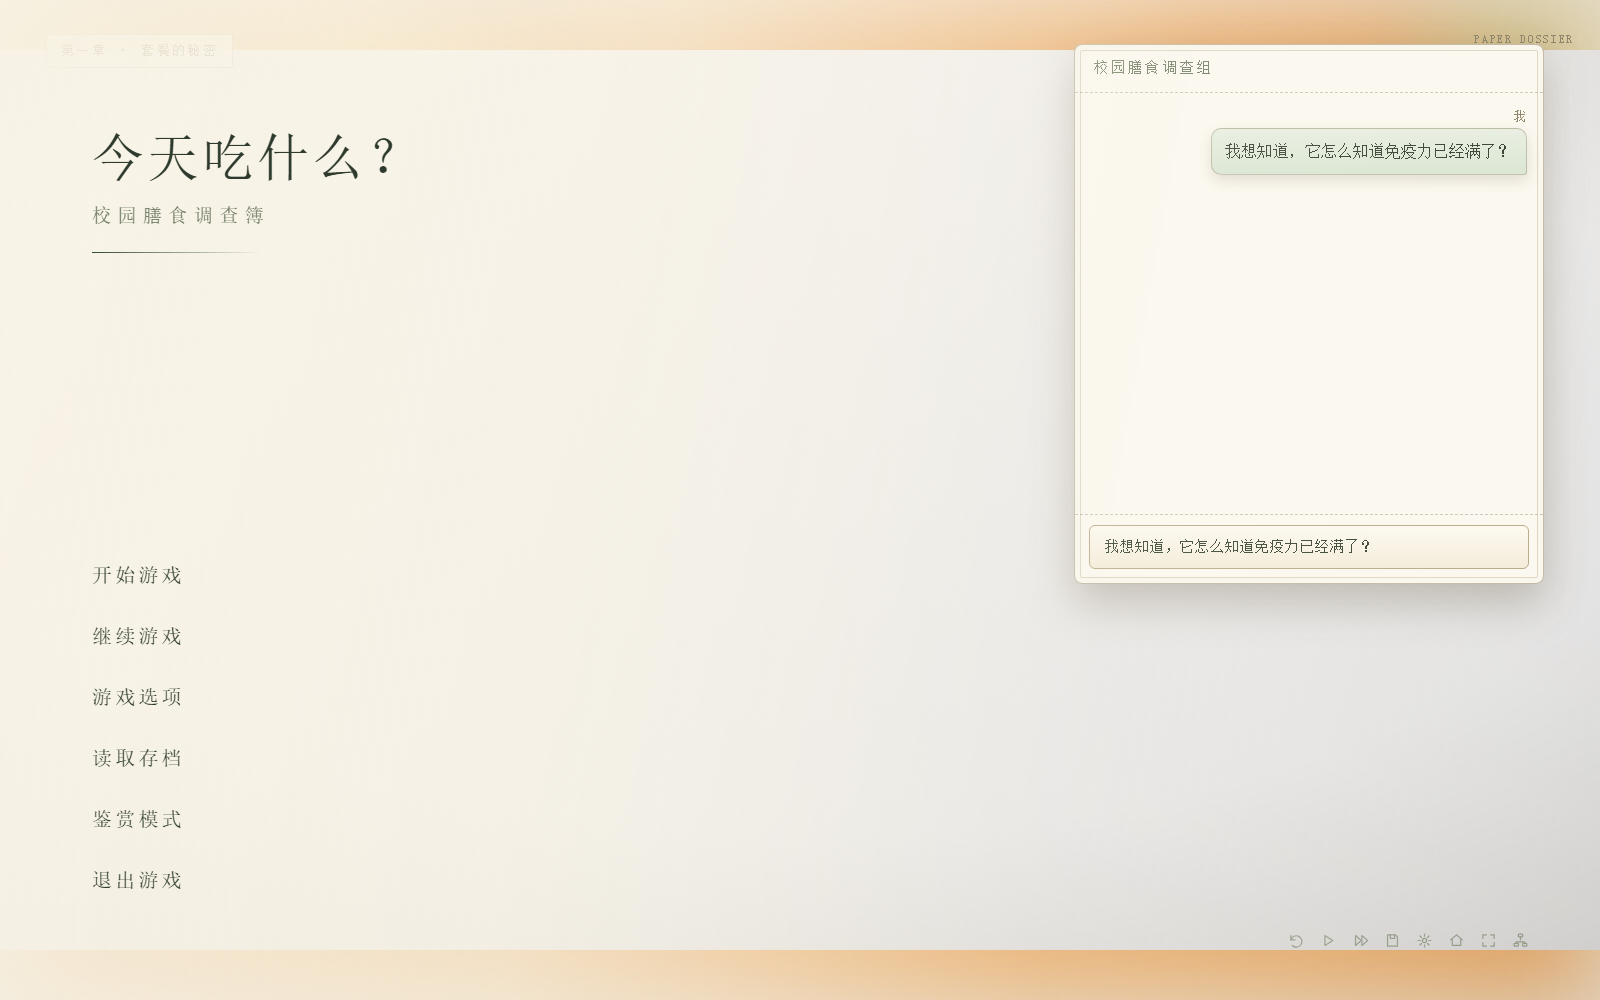 第一章 · 套餐的秘密
PAPER DOSSIER
今天吃什么？
校园膳食调查簿
校园膳食调查组
我
我想知道，它怎么知道免疫力已经满了？
我想知道，它怎么知道免疫力已经满了？
开始游戏
继续游戏
游戏选项
读取存档
鉴赏模式
退出游戏